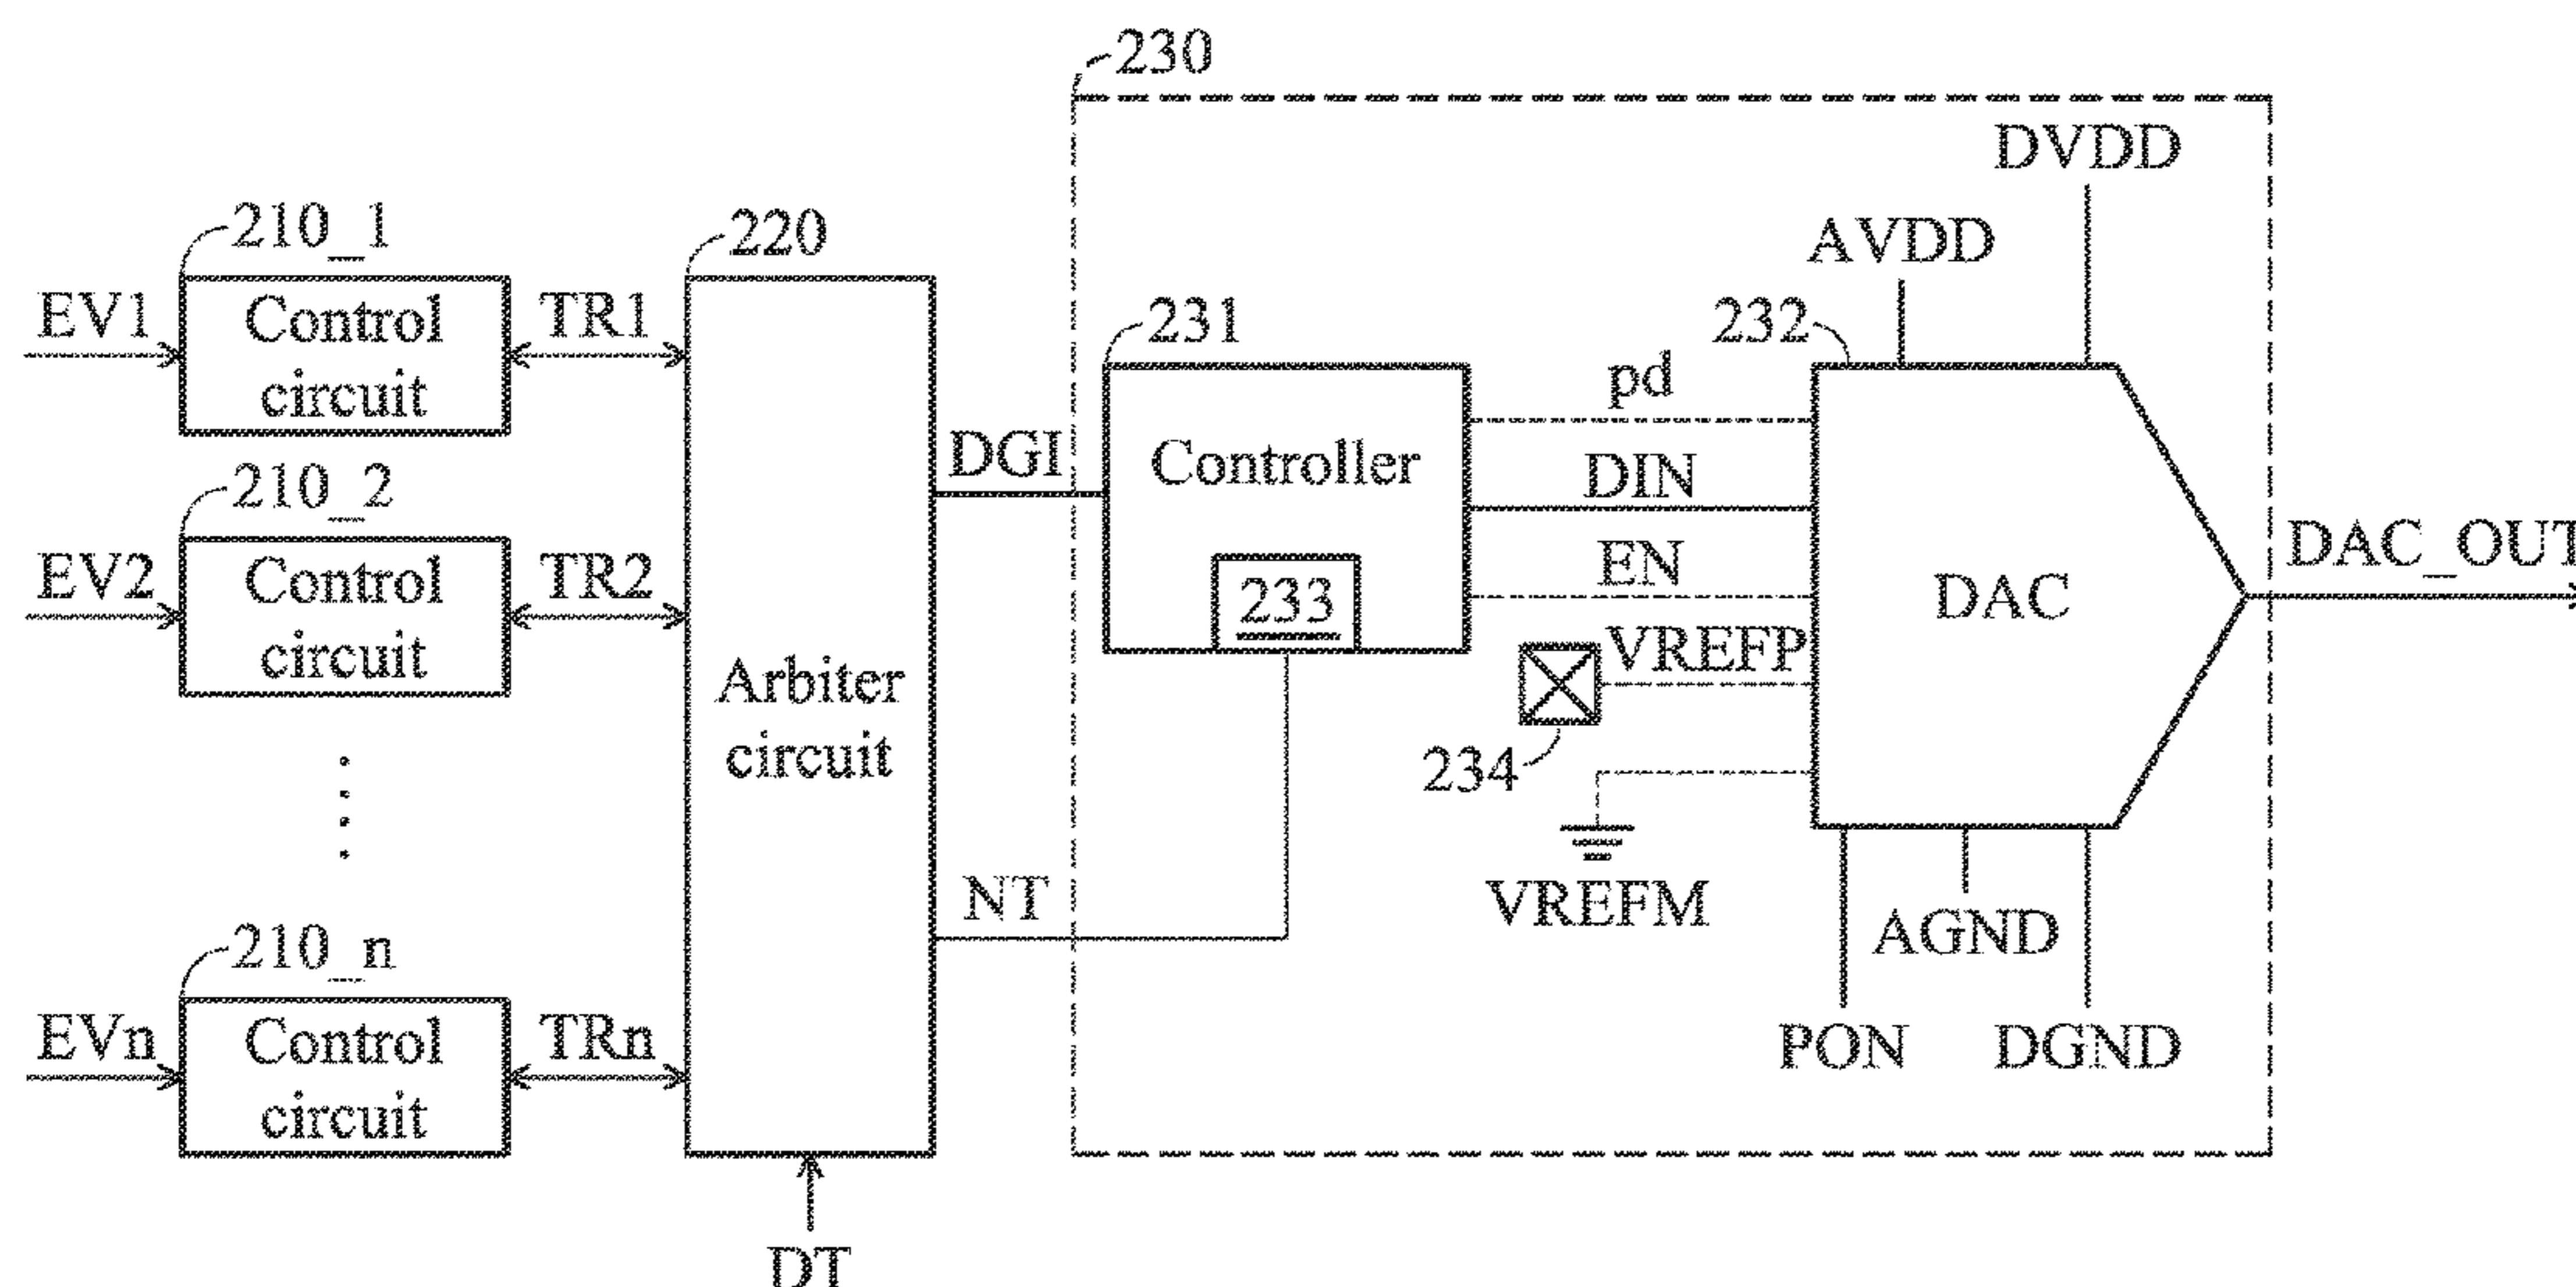 230
DVDD
210_1
220
AVDD
EV1
Control
circuit
TR1
231
232
pd
DGI
Controller
DIN
210_2
EV2
Control
circuit
TR2
EN
233
DAC
DAC_OUT
VREFP
Arbiter
circuit
234
NT
VREFM
AGND
210_n
EVn
Control
circuit
TRn
PON
DGND
DT